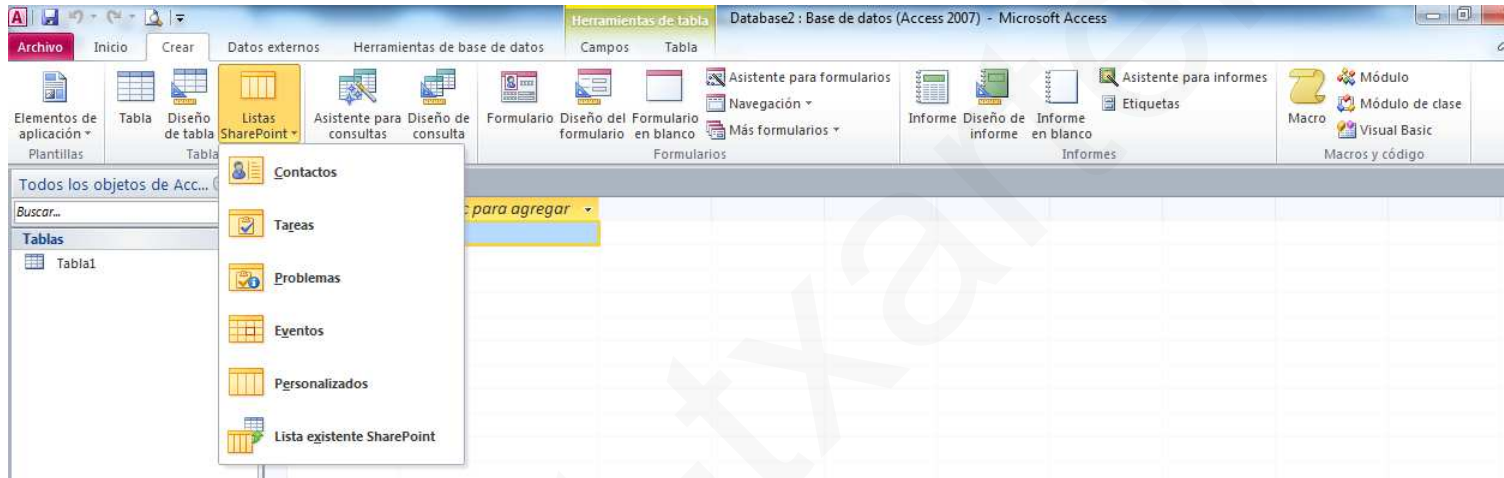 Herramientas de tabla
Database2 : Base de datos (Access 2007) - Microsoft Access
Archivo Inicio Crear Datos externos Herramientas de base de datos Campos Tabla
Elementos de aplicación
Tabla
Diseño de tabla
Listas SharePoint
Asistente para consultas
Diseño de consulta
Formulario
Diseño del formulario
Formulario en blanco
Asistente para formularios
Navegación
Más formularios
Informe
Diseño de informe
Informe en blanco
Asistente para informes
Etiquetas
Macro
Módulo
Módulo de clase
Visual Basic
Plantillas
Tabla
Formularios
Informes
Macros y código
Todos los objetos de Acc...
Buscar...
Tablas
Tabla1
Contactos
Tareas
Problemas
Eventos
Personalizados
Lista existente SharePoint
para agregar